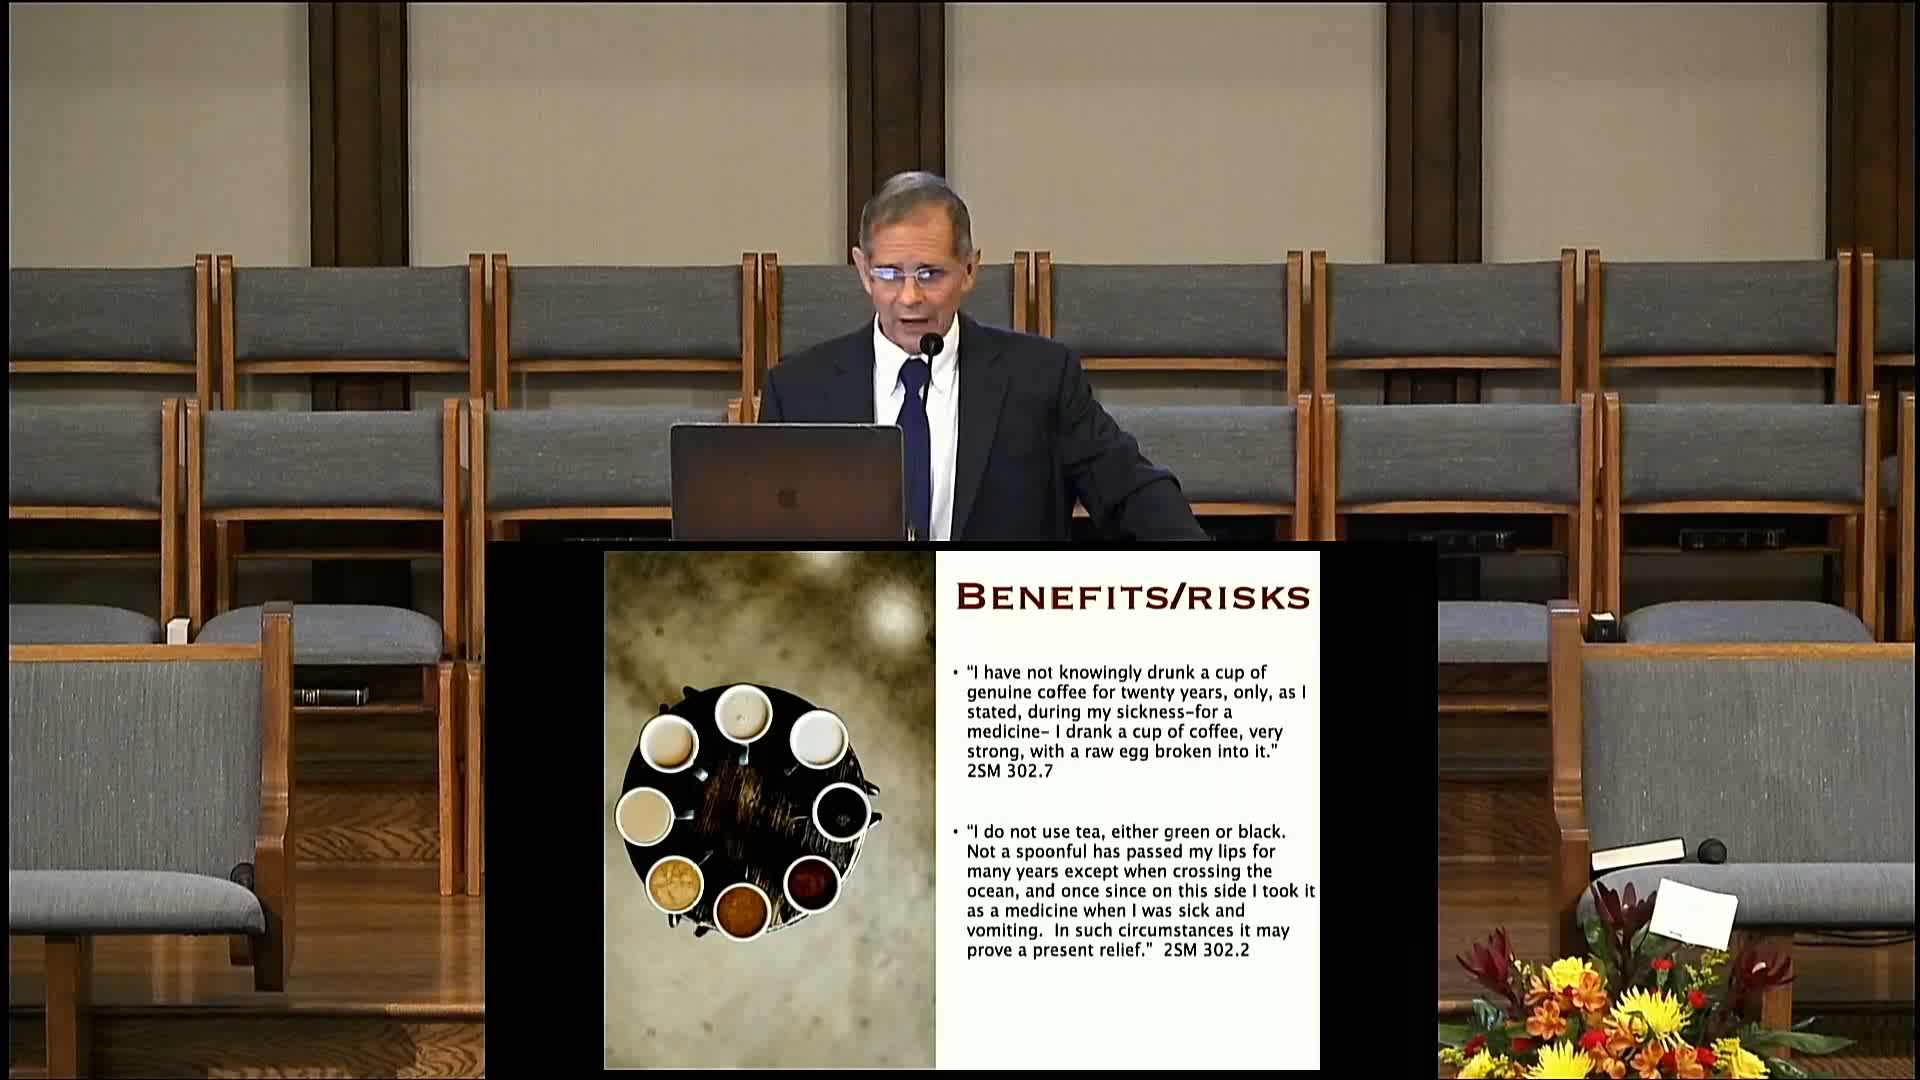 BENEFITS/RISKS
• “I have not knowingly drunk a cup of
genuine coffee for twenty years, only, as I
stated, during my sickness–for a
medicine– I drank a cup of coffee, very
strong, with a raw egg broken into it.”
2SM 302.7
• “I do not use tea, either green or black.
Not a spoonful has passed my lips for
many years except when crossing the
ocean, and once since on this side I took it
as a medicine when I was sick and
vomiting.  In such circumstances it may
prove a present relief.”  2SM 302.2